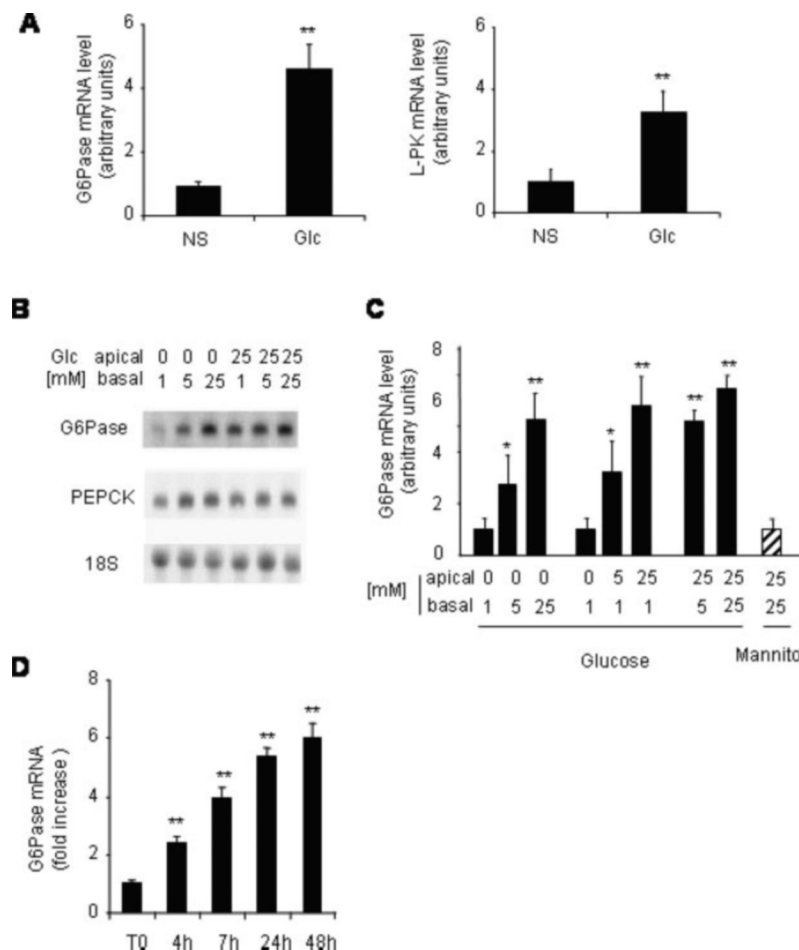 A
G6Pase mRNA level
(arbitrary units)
6
4
2
0
**
NS
Glc
L-PK mRNA level
(arbitrary units)
6
4
2
0
**
NS
Glc
B
Glc apical 0 0 0 25 25 25
[mM] basal 1 5 25 1 5 25
G6Pase
PEPCK
18S
C
G6Pase mRNA level
(arbitrary units)
8
6
4
2
0
* ** * ** ** **
[mM]
apical 0 0 0 0 5 25 25 25 25
basal 1 5 25 1 1 1 5 25 25
Glucose
Mannito
D
G6Pase mRNA
(fold increase )
8
6
4
2
0
** ** ** **
T0 4h 7h 24h 48h